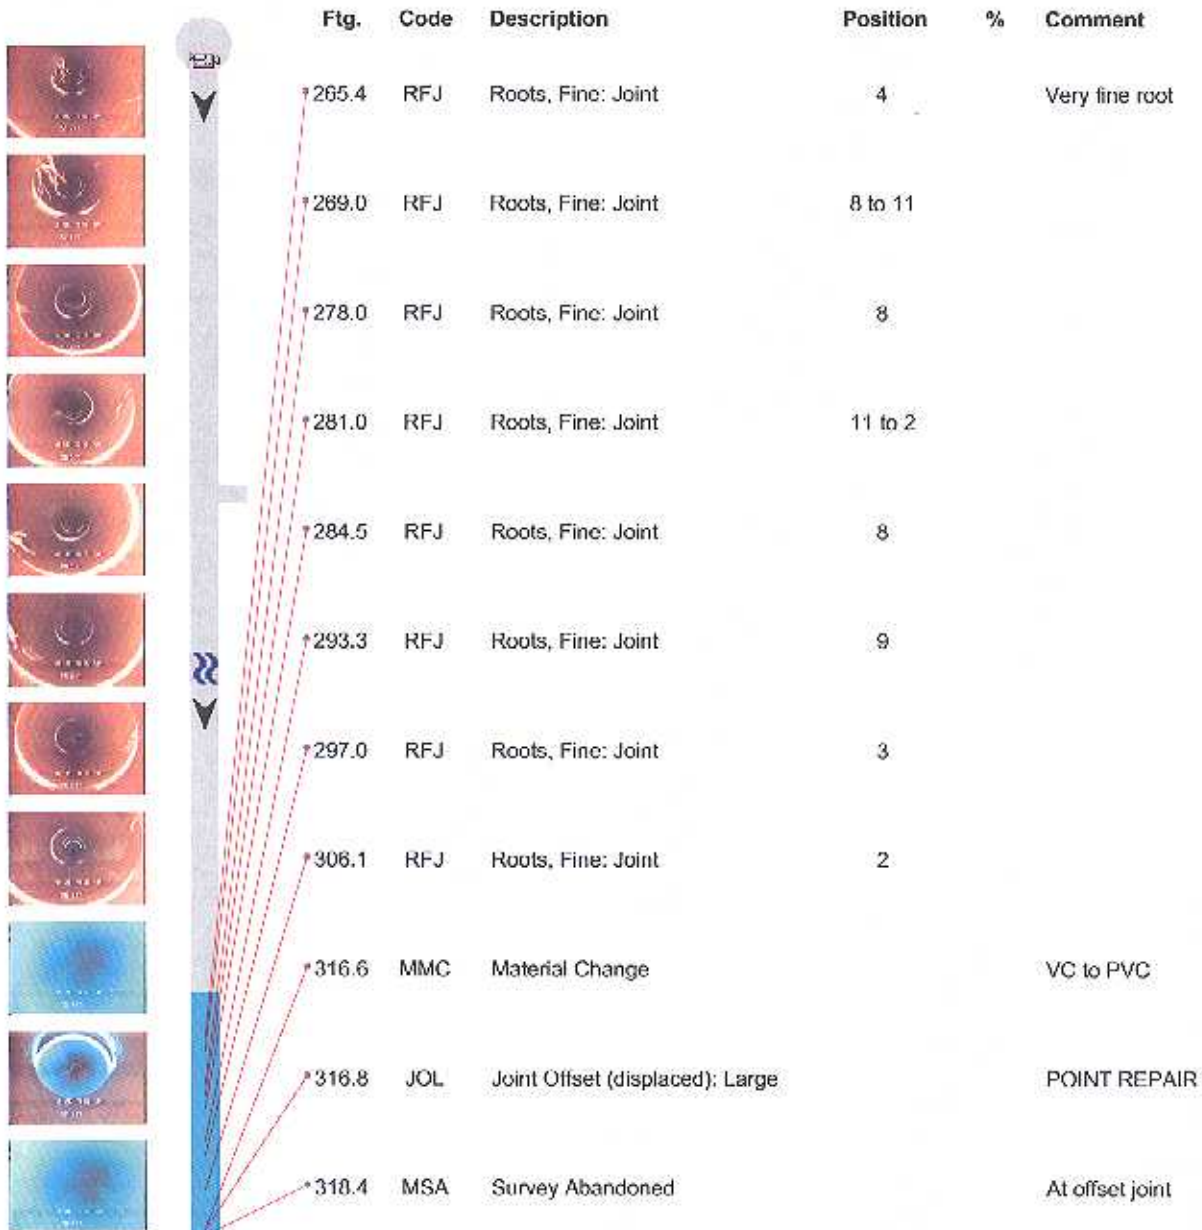 Ftg. Code Description Position % Comment
265.4 RFJ Roots, Fine: Joint 4 Very fine root
269.0 RFJ Roots, Fine: Joint 8 to 11
278.0 RFJ Roots, Fine: Joint 8
281.0 RFJ Roots, Fine: Joint 11 to 2
284.5 RFJ Roots, Fine: Joint 8
293.3 RFJ Roots, Fine: Joint 9
297.0 RFJ Roots, Fine: Joint 3
306.1 RFJ Roots, Fine: Joint 2
316.6 MMC Material Change VC to PVC
316.8 JOL Joint Offset (displaced): Large POINT REPAIR
318.4 MSA Survey Abandoned At offset joint